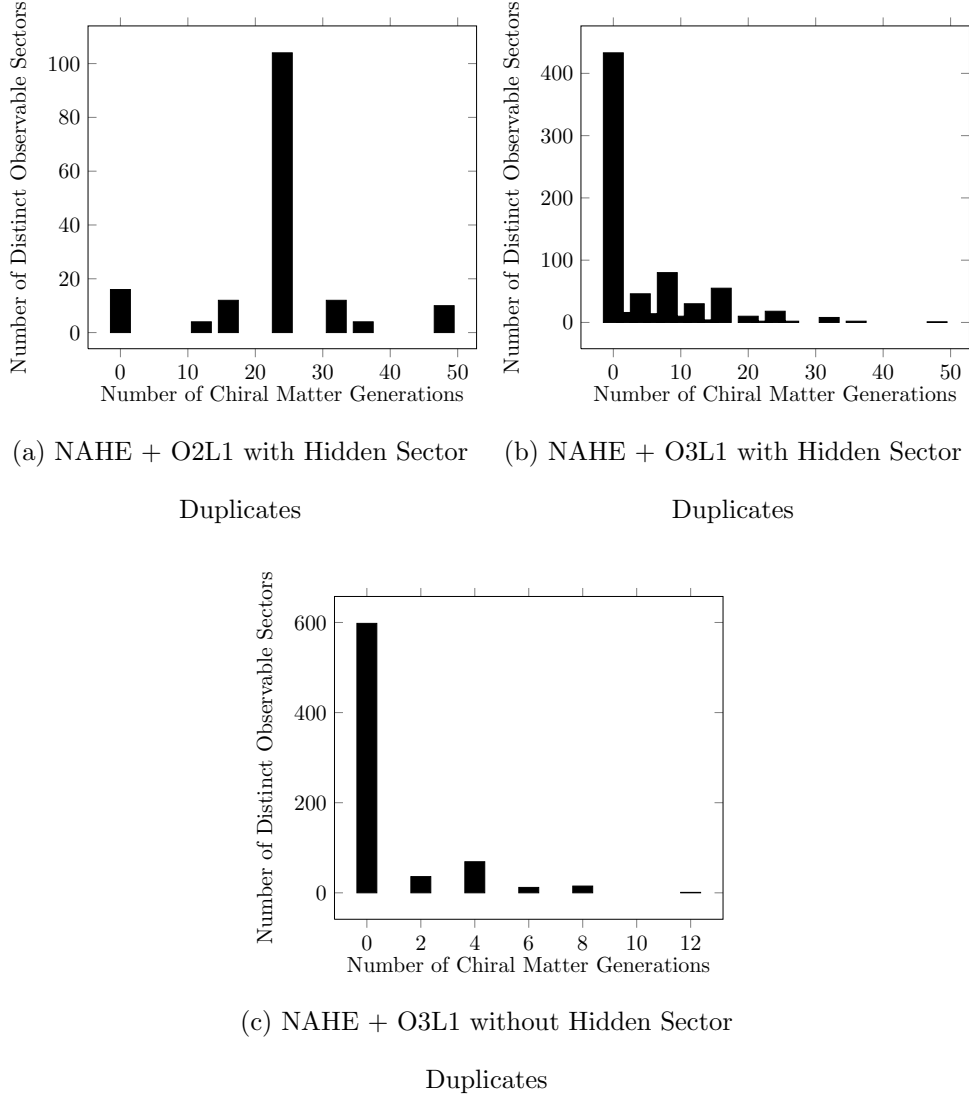 Number of Distinct Observable Sectors
100
80
60
40
20
0
0 10 20 30 40 50
Number of Chiral Matter Generations
(a) NAHE + O2L1 with Hidden Sector
Duplicates
Number of Distinct Observable Sectors
400
300
200
100
0
0 10 20 30 40 50
Number of Chiral Matter Generations
(b) NAHE + O3L1 with Hidden Sector
Duplicates
Number of Distinct Observable Sectors
600
400
200
0
0 2 4 6 8 10 12
Number of Chiral Matter Generations
(c) NAHE + O3L1 without Hidden Sector
Duplicates